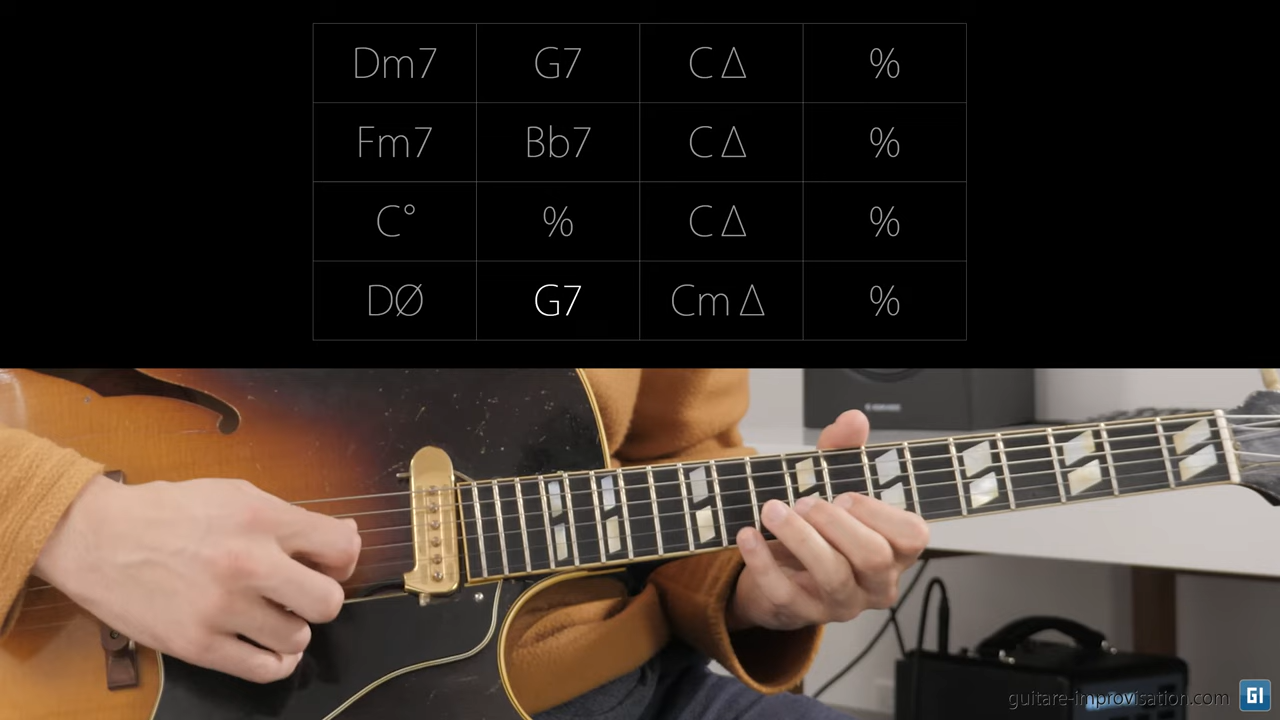 Dm7 G7 C Δ %
Fm7 Bb7 C Δ %
C° % C Δ %
DØ G7 Cm Δ %
guitare-improvisation.com GI